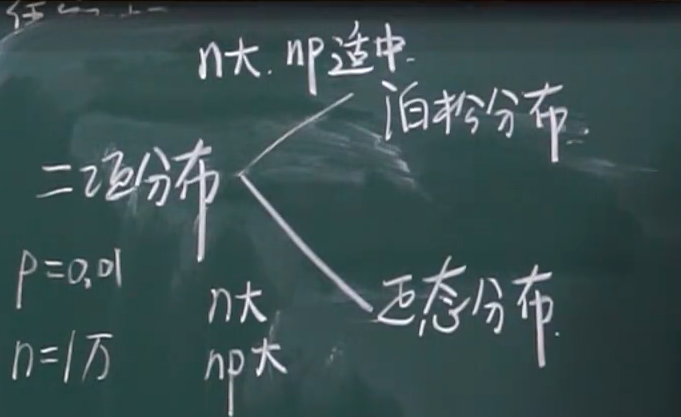 n大. np适中.
泊松分布.
二项分布
p=0.01
n大
正态分布.
n=1万
np大